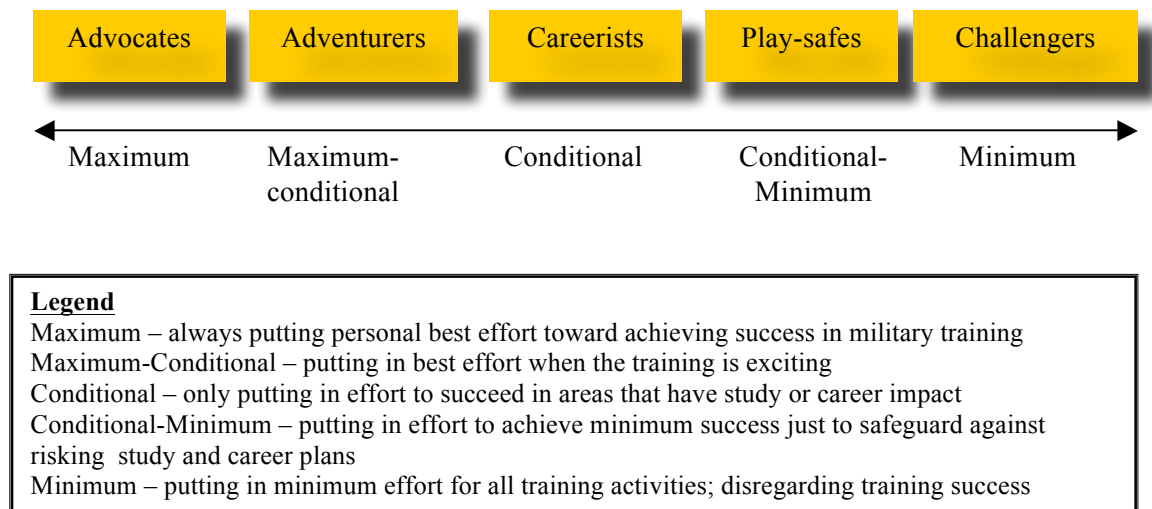 Advocates Adventurers Careerists Play-safes Challengers
Maximum Maximum- Conditional Conditional- Minimum
conditional Minimum
Legend
Maximum – always putting personal best effort toward achieving success in military training
Maximum-Conditional – putting in best effort when the training is exciting
Conditional – only putting in effort to succeed in areas that have study or career impact
Conditional-Minimum – putting in effort to achieve minimum success just to safeguard against
risking study and career plans
Minimum – putting in minimum effort for all training activities; disregarding training success